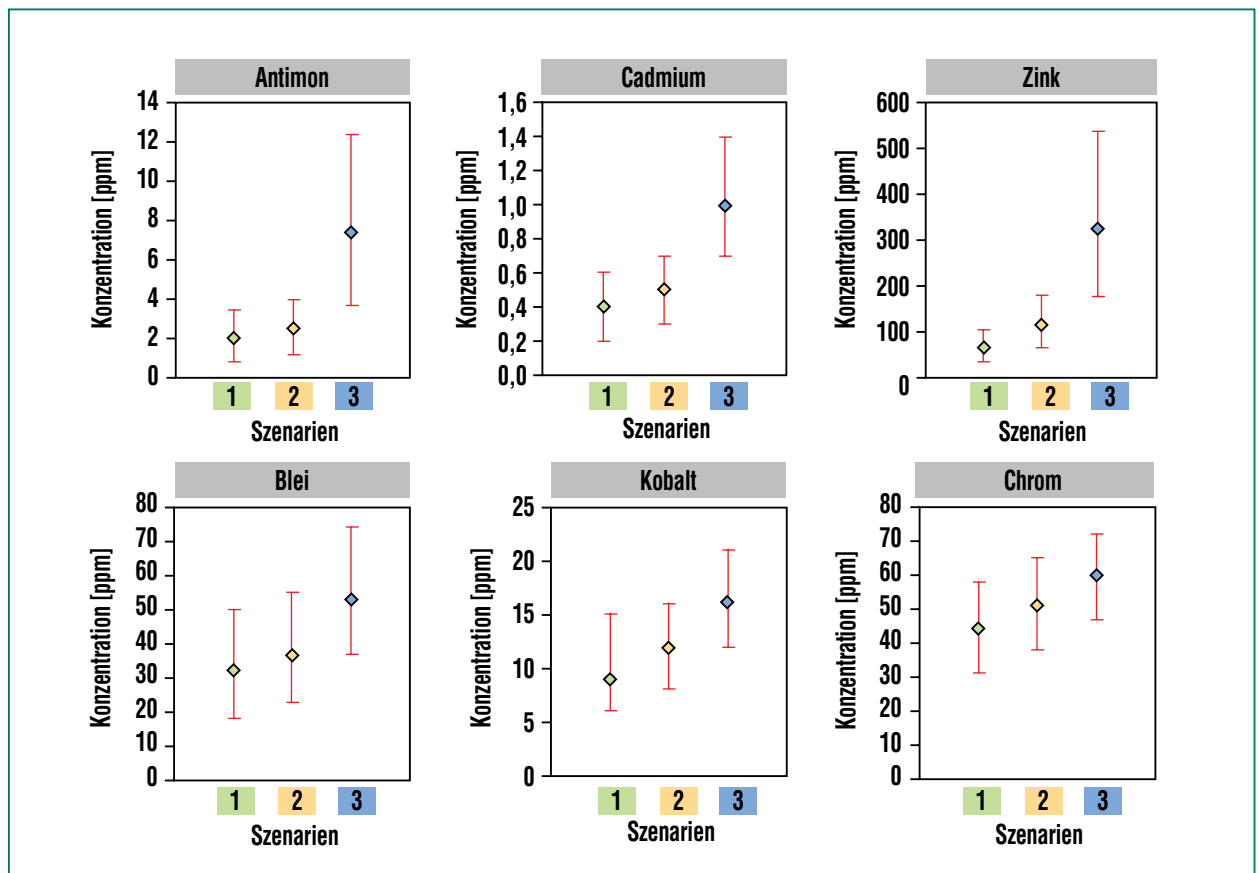 Antimon
Konzentration [ppm]
14
12
10
8
6
4
2
0
1 2 3
Szenarien
Cadmium
Konzentration [ppm]
1,6
1,4
1,2
1,0
0,8
0,6
0,4
0,2
0,0
1 2 3
Szenarien
Zink
Konzentration [ppm]
600
500
400
300
200
100
0
1 2 3
Szenarien
Blei
Konzentration [ppm]
80
70
60
50
40
30
20
10
0
1 2 3
Szenarien
Kobalt
Konzentration [ppm]
25
20
15
10
5
0
1 2 3
Szenarien
Chrom
Konzentration [ppm]
80
70
60
50
40
30
20
10
0
1 2 3
Szenarien